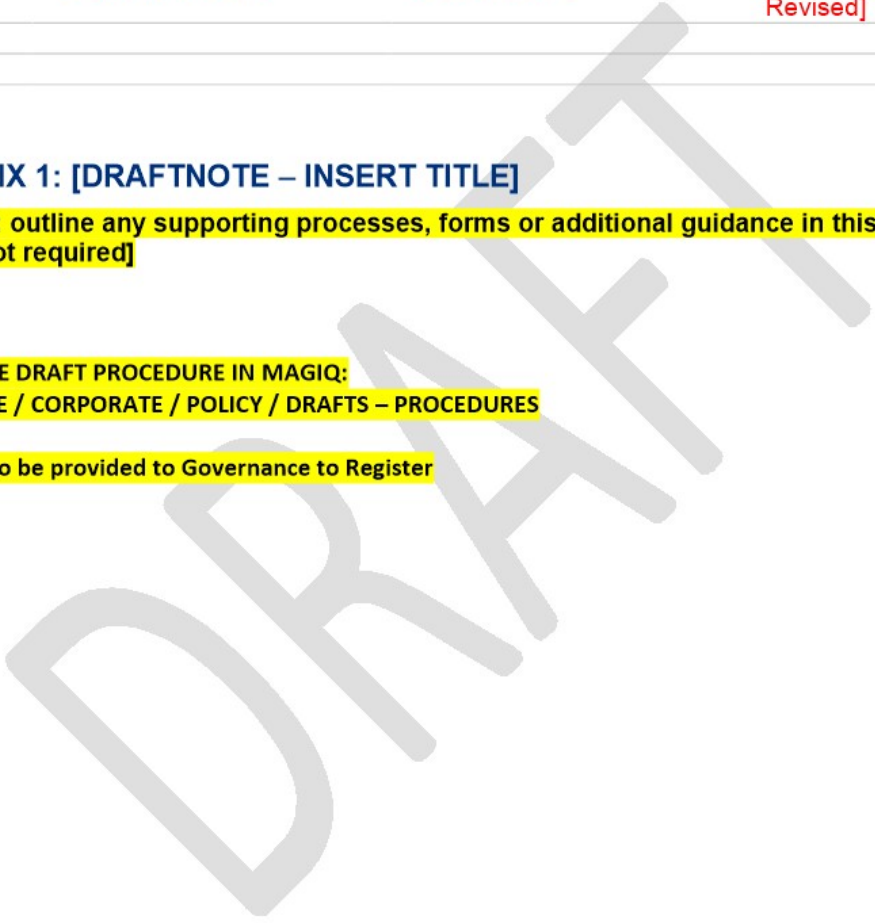 Revised]
IX 1: [DRAFTNOTE – INSERT TITLE]
: outline any supporting processes, forms or additional guidance in this
ot required]
E DRAFT PROCEDURE IN MAGIQ:
E / CORPORATE / POLICY / DRAFTS – PROCEDURES
o be provided to Governance to Register
DRAFT